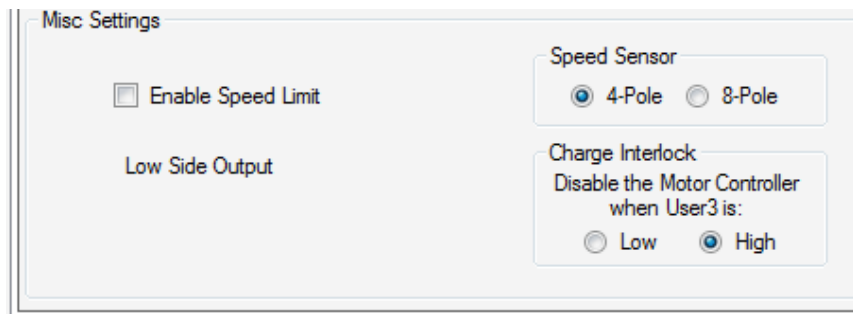 Misc Settings
Enable Speed Limit
Low Side Output
Speed Sensor
4-Pole 8-Pole
Charge Interlock
Disable the Motor Controller
when User3 is:
Low High